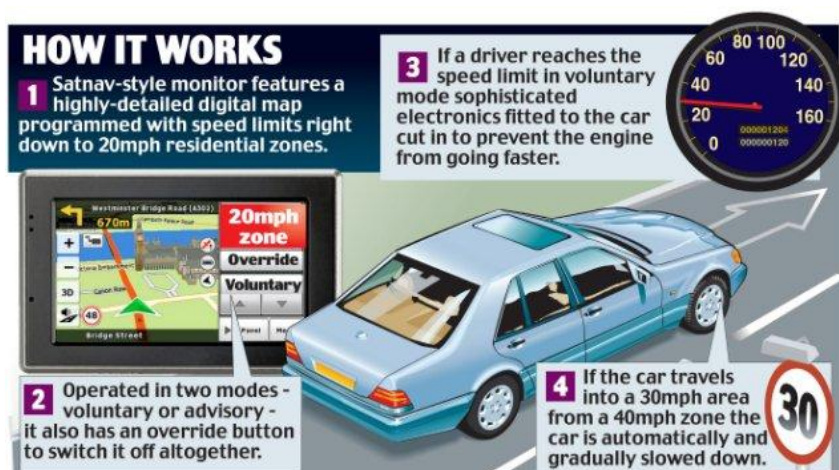 HOW IT WORKS
1 Satnav-style monitor features a
highly-detailed digital map
programmed with speed limits right
down to 20mph residential zones.
3 If a driver reaches the
speed limit in voluntary
mode sophisticated
electronics fitted to the car
cut in to prevent the engine
from going faster.
0
20
40
60
80
100
120
140
160
000001204
000000120
Westminster Bridge Road (A302)
670m
+
−
3D
48
Bridge Street
20mph
zone
Override
Voluntary
Panel
2 Operated in two modes -
voluntary or advisory -
it also has an override button
to switch it off altogether.
4 If the car travels
into a 30mph area
from a 40mph zone the
car is automatically and
gradually slowed down.
30